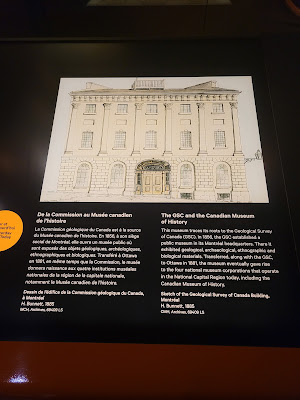 De la Commission au Musée canadien
de l'histoire
La Commission géologique du Canada est à la source
du Musée canadien de l'histoire. En 1856, à son siège
social de Montréal, elle ouvre un musée public où
sont exposés des objets géologiques, archéologiques,
ethnographiques et biologiques. Transféré à Ottawa
en 1881, en même temps que la Commission, le musée
donnera naissance aux quatre institutions muséales
nationales de la région de la capitale nationale,
notamment le Musée canadien de l'histoire.
Dessin de l'édifice de la Commission géologique du Canada,
à Montréal
H. Bunnett, 1885
MCH, Archives, 69409 LS
The GSC and the Canadian Museum
of History
This museum traces its roots to the Geological Survey
of Canada (GSC). In 1856, the GSC established a
public museum in its Montréal headquarters. There it
exhibited geological, archaeological, ethnographic and
biological materials. Transferred, along with the GSC,
to Ottawa in 1881, the museum eventually gave rise
to the four national museum corporations that operate
in the National Capital Region today, including the
Canadian Museum of History.
Sketch of the Geological Survey of Canada Building,
Montréal
H. Bunnett, 1885
CMH, Archives, 69409 LS